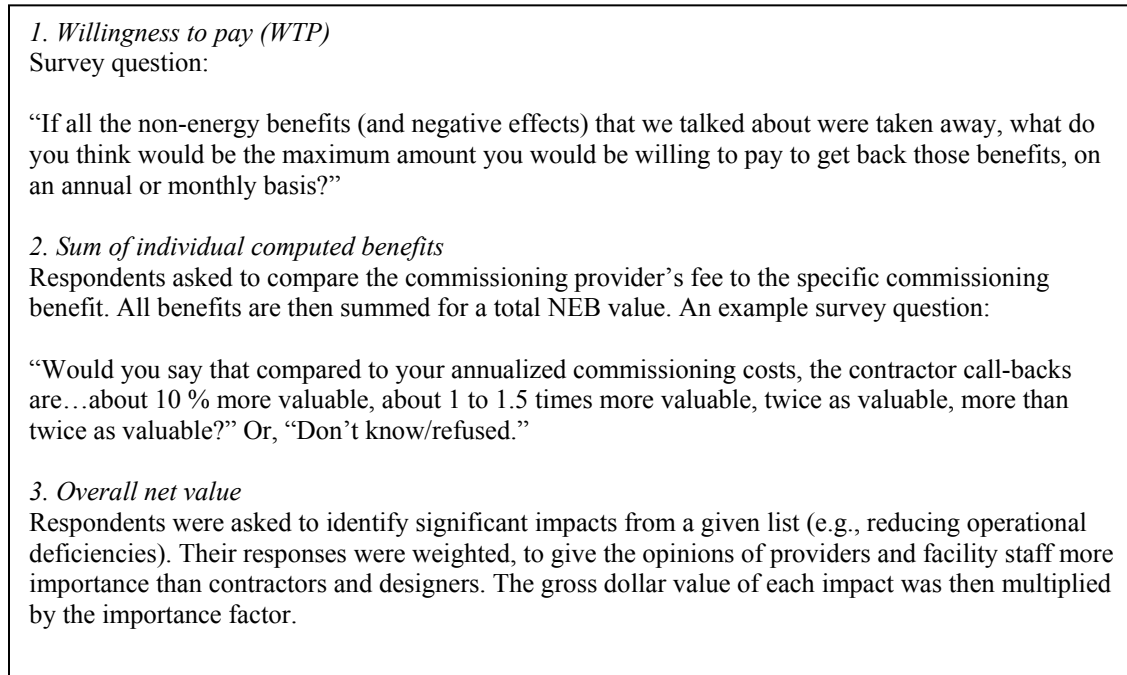 1. Willingness to pay (WTP)
Survey question:
“If all the non-energy benefits (and negative effects) that we talked about were taken away, what do
you think would be the maximum amount you would be willing to pay to get back those benefits, on
an annual or monthly basis?”
2. Sum of individual computed benefits
Respondents asked to compare the commissioning provider’s fee to the specific commissioning
benefit. All benefits are then summed for a total NEB value. An example survey question:
“Would you say that compared to your annualized commissioning costs, the contractor call-backs
are…about 10 % more valuable, about 1 to 1.5 times more valuable, twice as valuable, more than
twice as valuable?” Or, “Don’t know/refused.”
3. Overall net value
Respondents were asked to identify significant impacts from a given list (e.g., reducing operational
deficiencies). Their responses were weighted, to give the opinions of providers and facility staff more
importance than contractors and designers. The gross dollar value of each impact was then multiplied
by the importance factor.